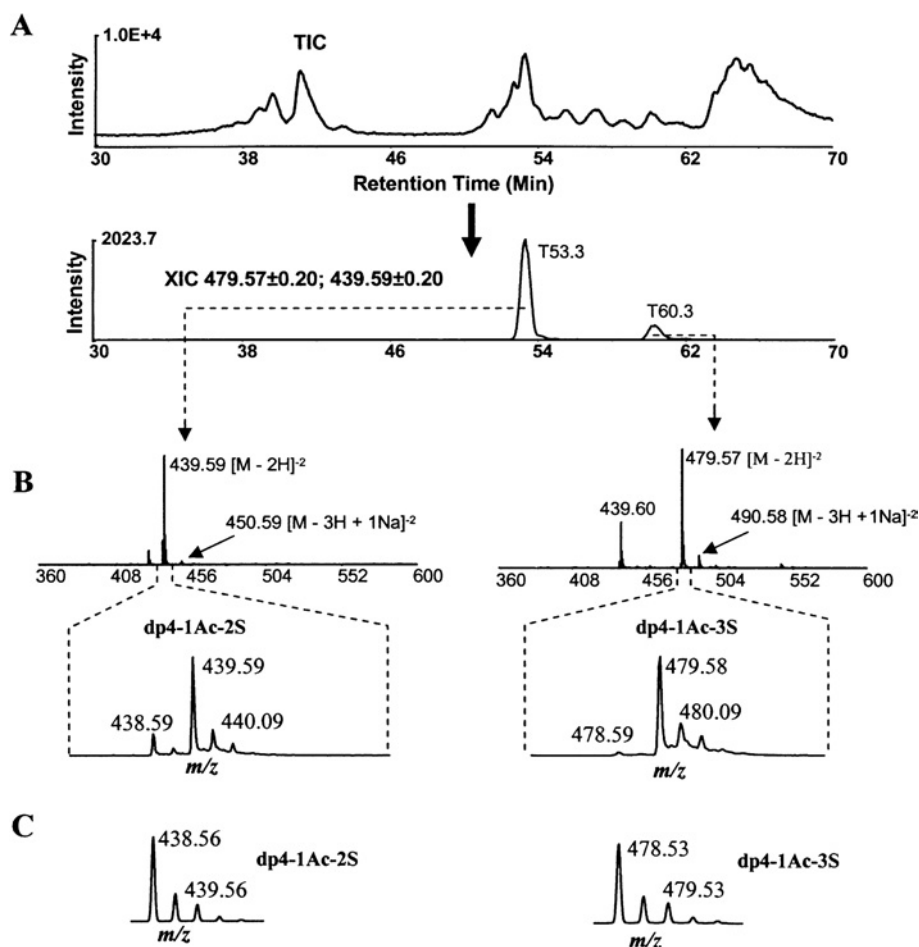 A
1.0E+4
TIC
Intensity
30 38 46 54 62 70
Retention Time (Min)
2023.7
T53.3
XIC 479.57±0.20; 439.59±0.20
Intensity
T60.3
30 38 46 54 62 70
B
439.59 [M - 2H]-2
450.59 [M - 3H + 1Na]-2
360 408 456 504 552 600
479.57 [M - 2H]-2
439.60
490.58 [M - 3H +1Na]-2
360 408 456 504 552 600
dp4-1Ac-2S
439.59
438.59
440.09
m/z
dp4-1Ac-3S
479.58
480.09
478.59
m/z
C
438.56
dp4-1Ac-2S
439.56
m/z
478.53
dp4-1Ac-3S
479.53
m/z